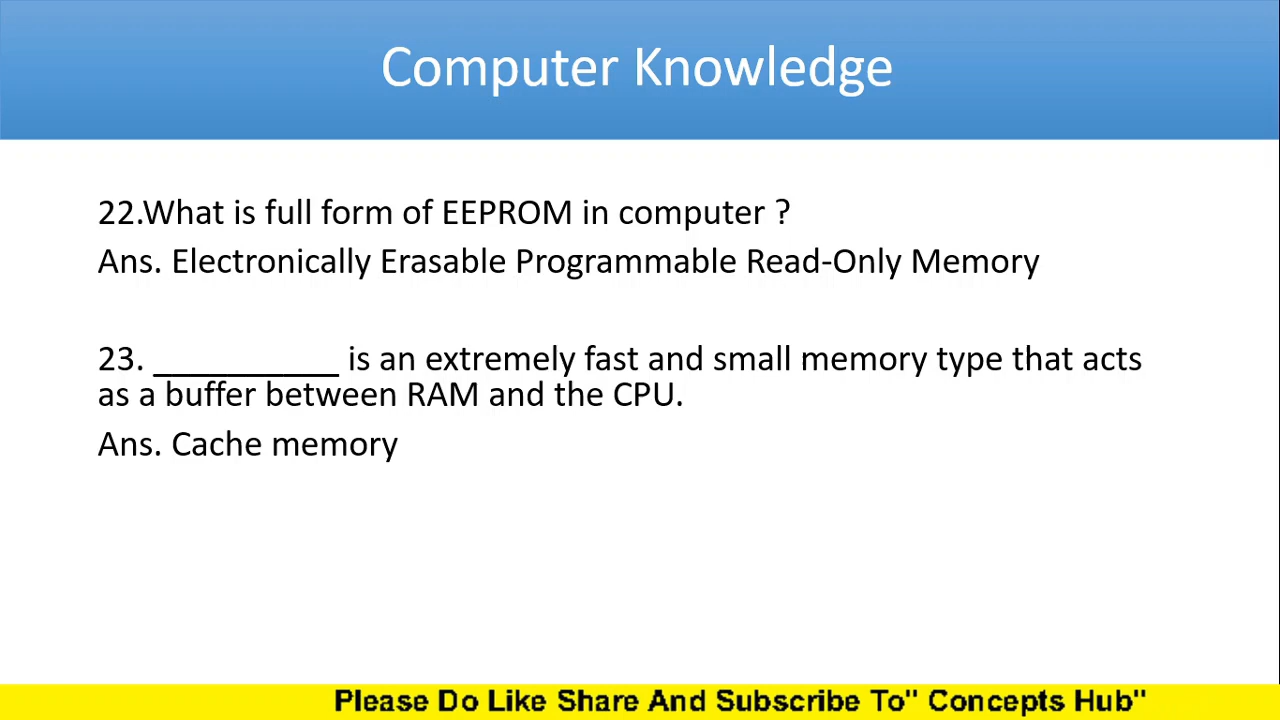 Computer Knowledge
22.What is full form of EEPROM in computer ?
Ans. Electronically Erasable Programmable Read-Only Memory
23. __________ is an extremely fast and small memory type that acts
as a buffer between RAM and the CPU.
Ans. Cache memory
Please Do Like Share And Subscribe To" Concepts Hub"